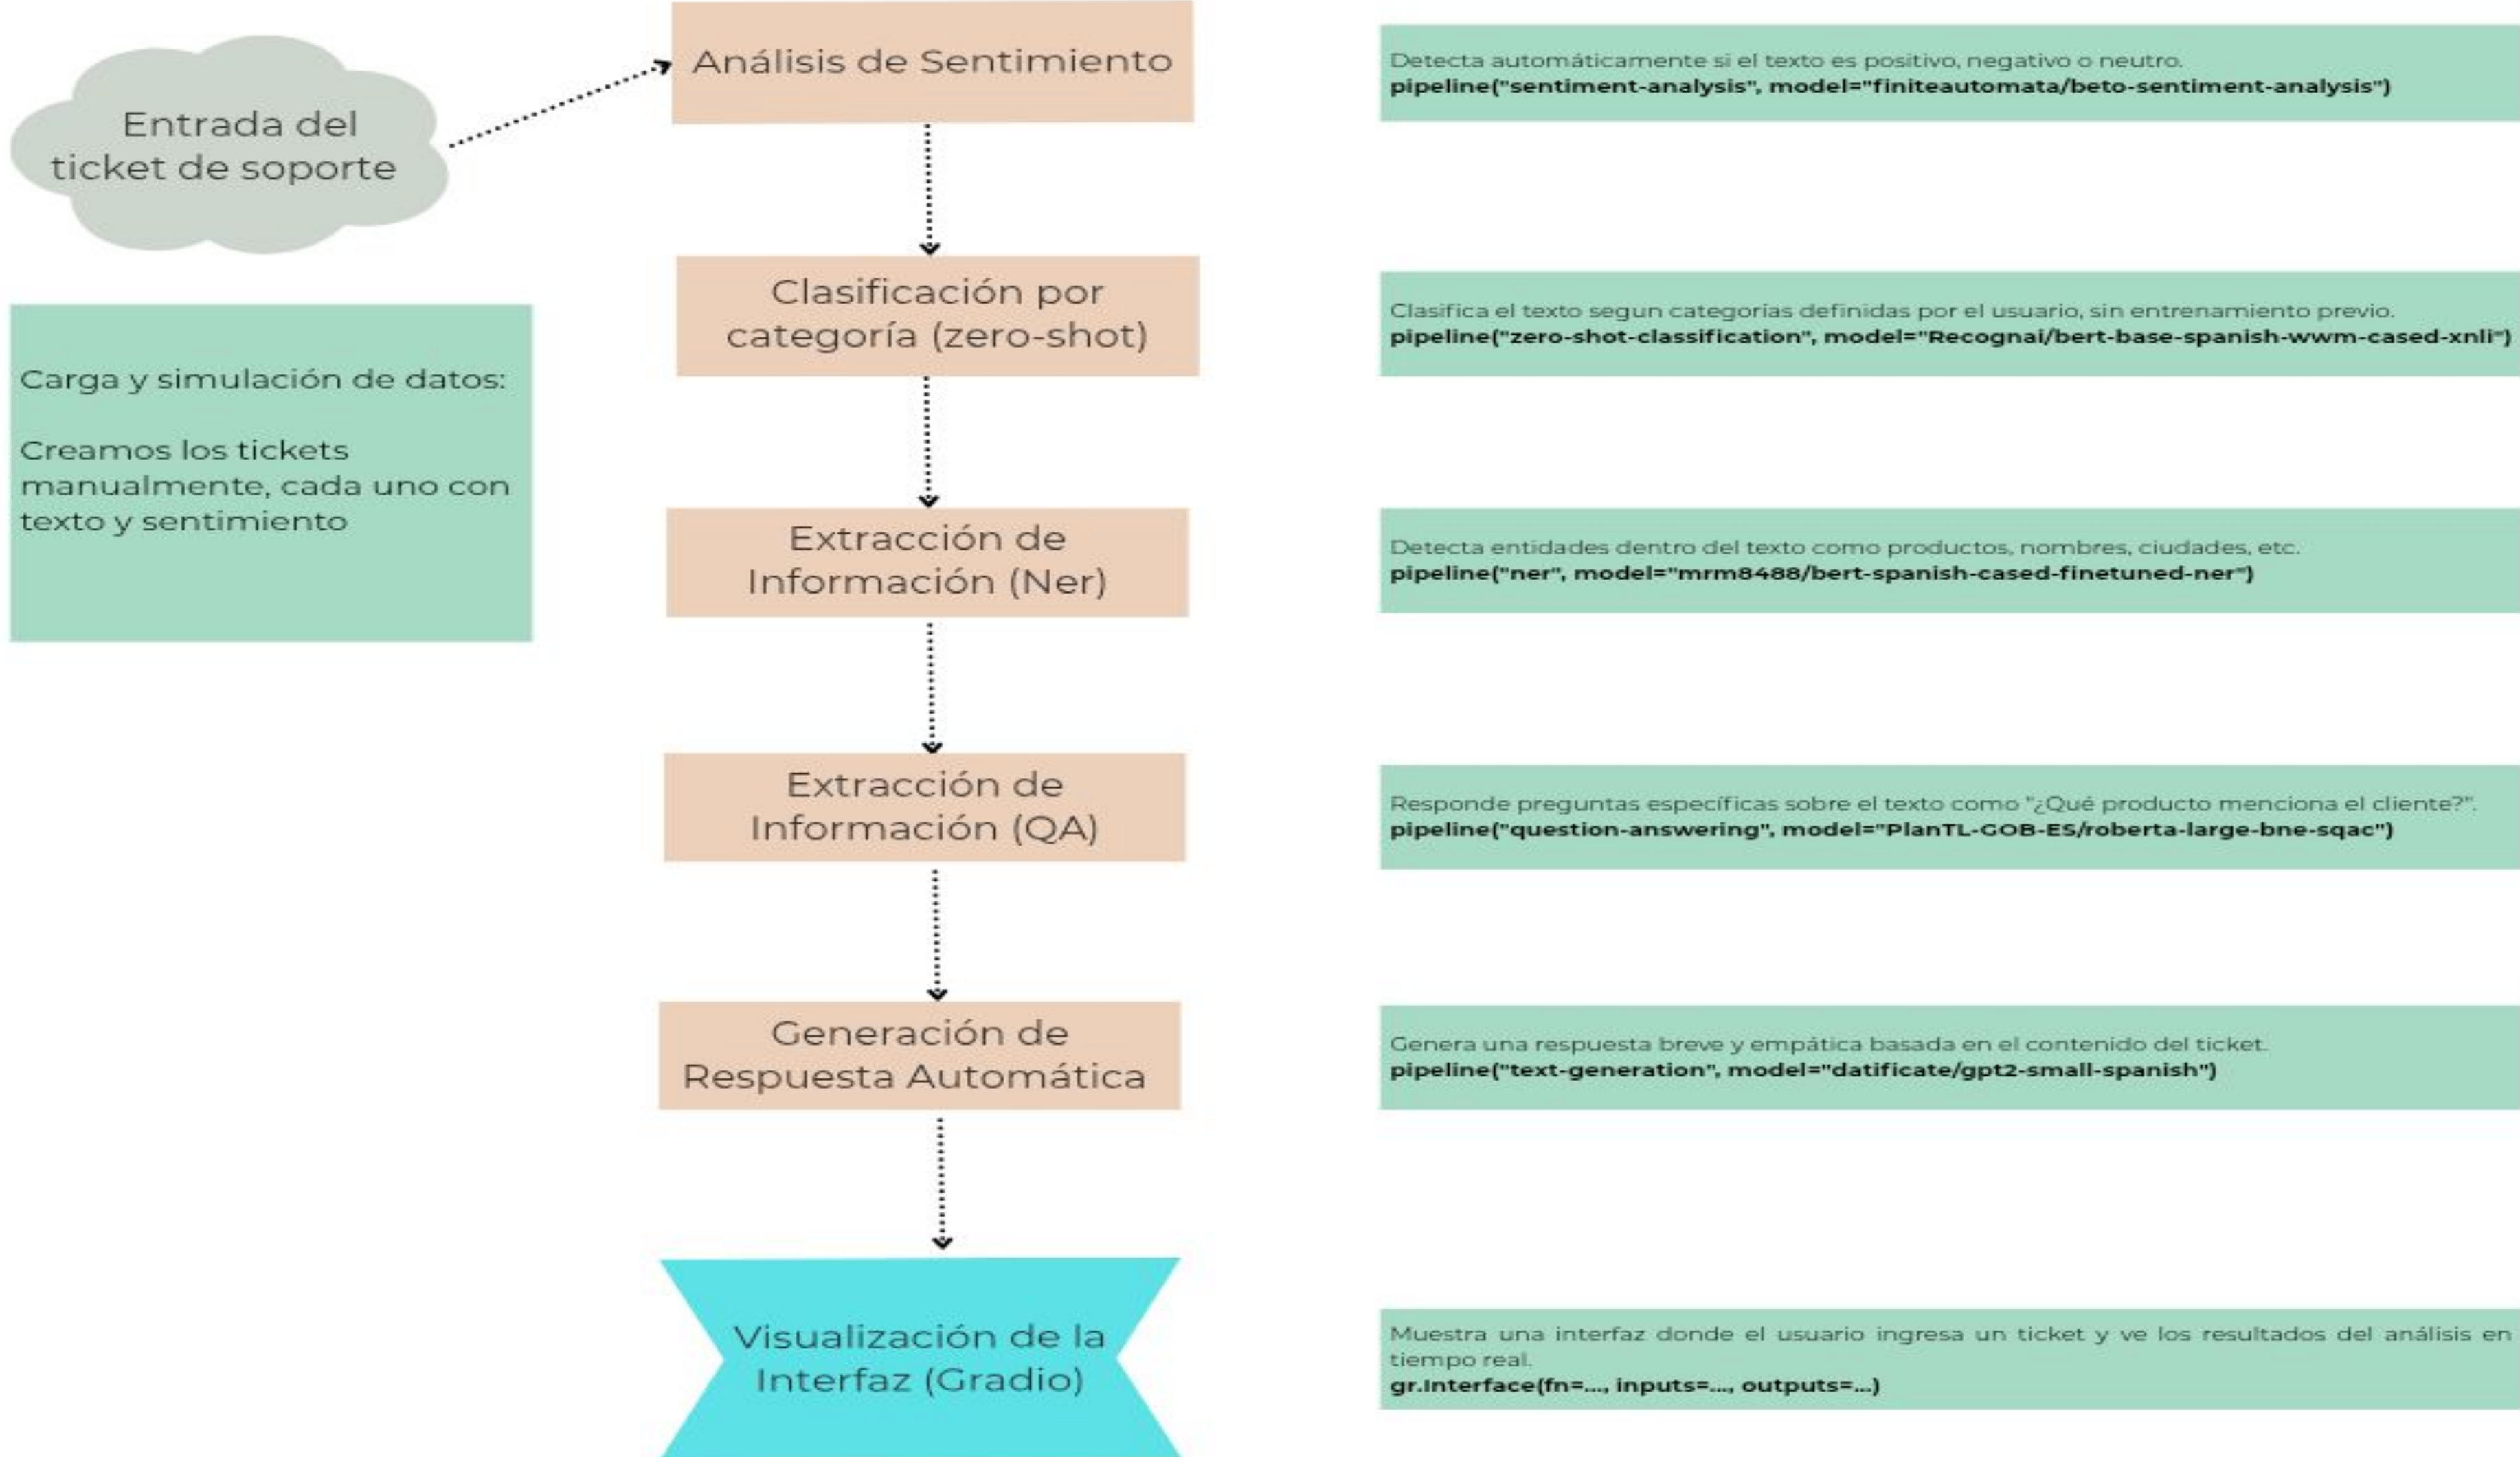 Entrada del
ticket de soporte
Carga y simulación de datos:
Creamos los tickets
manualmente, cada uno con
texto y sentimiento
Análisis de Sentimiento
Detecta automáticamente si el texto es positivo, negativo o neutro.
pipeline("sentiment-analysis", model="finiteautomata/beto-sentiment-analysis")
Clasificación por
categoría (zero-shot)
Clasifica el texto segun categorías definidas por el usuario, sin entrenamiento previo.
pipeline("zero-shot-classification", model="Recognai/bert-base-spanish-wwm-cased-xnli")
Extracción de
Información (Ner)
Detecta entidades dentro del texto como productos, nombres, ciudades, etc.
pipeline("ner", model="mrm8488/bert-spanish-cased-finetuned-ner")
Extracción de
Información (QA)
Responde preguntas específicas sobre el texto como "¿Qué producto menciona el cliente?".
pipeline("question-answering", model="PlanTL-GOB-ES/roberta-large-bne-sqac")
Generación de
Respuesta Automática
Genera una respuesta breve y empática basada en el contenido del ticket.
pipeline("text-generation", model="datificate/gpt2-small-spanish")
Visualización de la
Interfaz (Gradio)
Muestra una interfaz donde el usuario ingresa un ticket y ve los resultados del análisis en
tiempo real.
gr.Interface(fn=..., inputs=..., outputs=...)